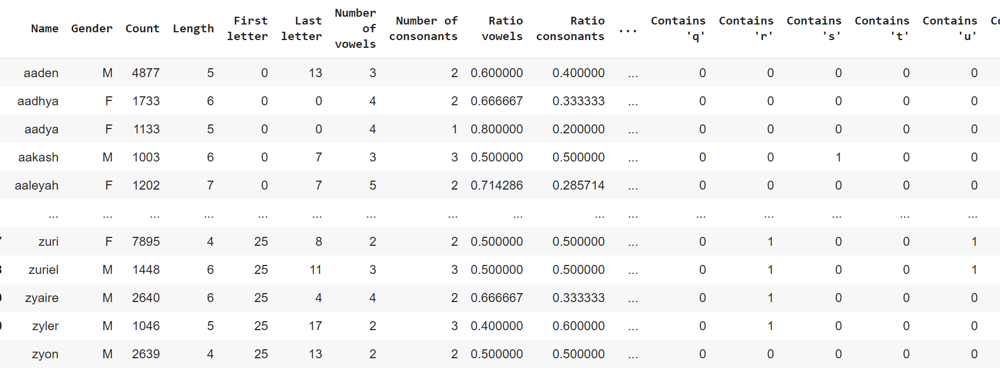 Name Gender Count Length First letter Last letter Number of vowels Number of consonants Ratio vowels Ratio consonants ... Contains 'q' Contains 'r' Contains 's' Contains 't' Contains 'u'
aaden M 4877 5 0 13 3 2 0.600000 0.400000 ... 0 0 0 0 0
aadhya F 1733 6 0 0 4 2 0.666667 0.333333 ... 0 0 0 0 0
aadya F 1133 5 0 0 4 1 0.800000 0.200000 ... 0 0 0 0 0
aakash M 1003 6 0 7 3 3 0.500000 0.500000 ... 0 0 1 0 0
aaleyah F 1202 7 0 7 5 2 0.714286 0.285714 ... 0 0 0 0 0
... ... ... ... ... ... ... ... ... ... ... ... ... ... ... ...
zuri F 7895 4 25 8 2 2 0.500000 0.500000 ... 0 1 0 0 1
zuriel M 1448 6 25 11 3 3 0.500000 0.500000 ... 0 1 0 0 1
zyaire M 2640 6 25 4 4 2 0.666667 0.333333 ... 0 1 0 0 0
zyler M 1046 5 25 17 2 3 0.400000 0.600000 ... 0 1 0 0 0
zyon M 2639 4 25 13 2 2 0.500000 0.500000 ... 0 0 0 0 0